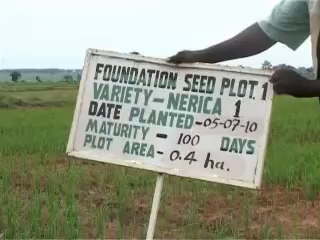 FOUNDATION SEED PLOT. 1
VARIETY-NERICA 1
DATE PLANTED-05-07-10
MATURITY - 100 DAYS
PLOT AREA- 0.4 ha.